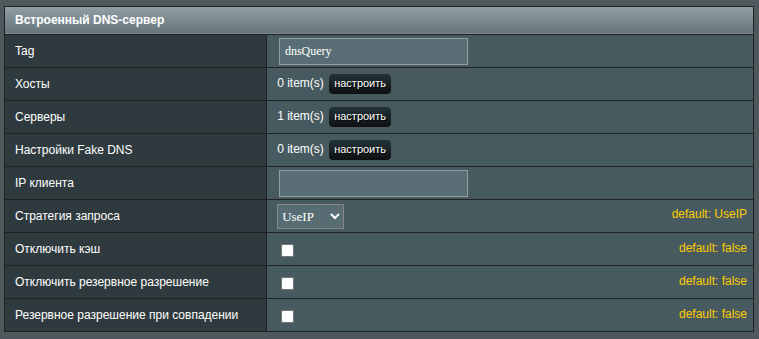 Встроенный DNS-сервер
Tag dnsQuery
Хосты 0 item(s) настроить
Серверы 1 item(s) настроить
Настройки Fake DNS 0 item(s) настроить
IP клиента
Стратегия запроса UseIP default: UseIP
Отключить кэш default: false
Отключить резервное разрешение default: false
Резервное разрешение при совпадении default: false